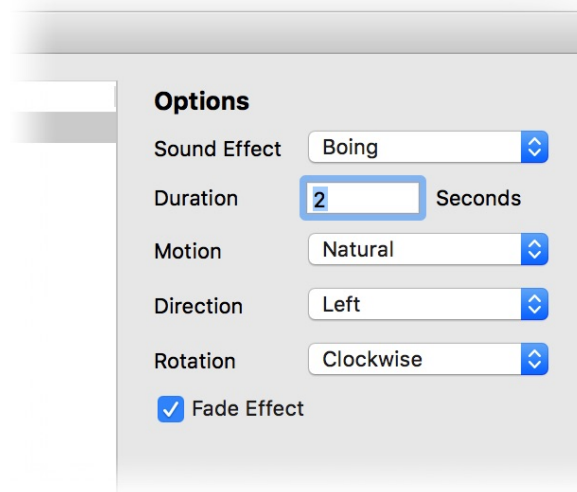 Options
Sound Effect Boing
Duration 2 Seconds
Motion Natural
Direction Left
Rotation Clockwise
Fade Effect